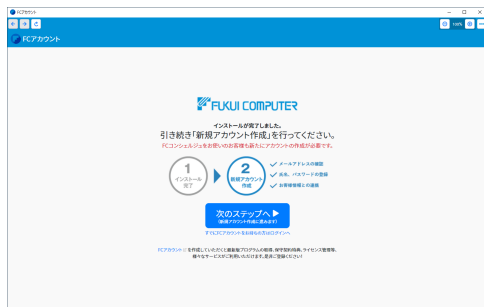 FCアカウント
100%
FCアカウント
FUKUI COMPUTER
インストールが完了しました。
引き続き「新規アカウント作成」を行ってください。
FCコンシェルジュをお使いのお客様も新たにアカウントの作成が必要です。
1
インストール
完了
2
新規アカウント
作成
メールアドレスの確認
氏名、パスワードの登録
お客様情報との連携
次のステップへ
(新規アカウント作成に進みます)
すでにFCアカウントをお持ちの方はログインへ
FCアカウント を作成していただくと最新版プログラムの取得、保守契約特典、ライセンス管理等、
様々なサービスがご利用いただけます。是非ご登録ください!